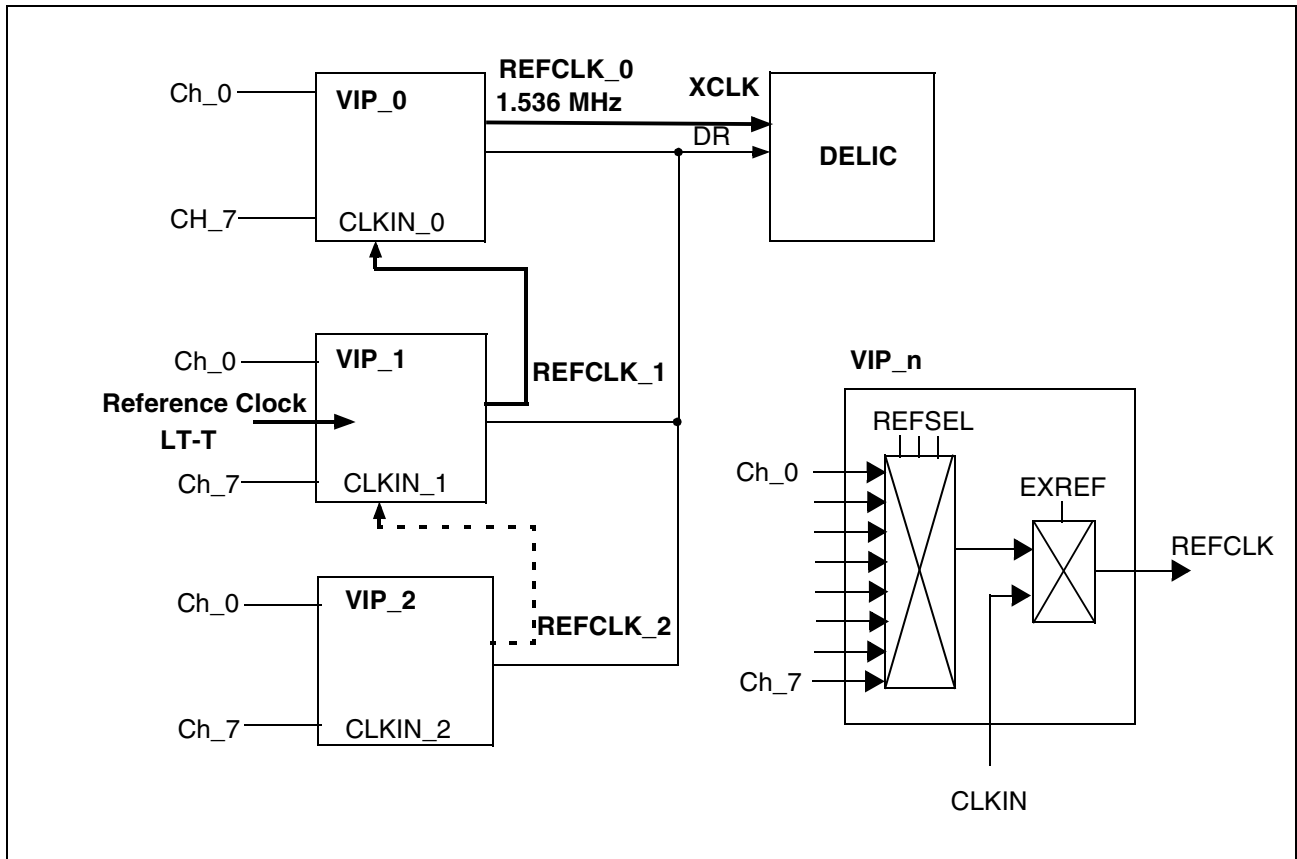 Ch_0
VIP_0
CH_7
CLKIN_0
REFCLK_0
1.536 MHz
XCLK
DR
DELIC
Ch_0
VIP_1
REFCLK_1
Reference Clock
LT-T
Ch_7
CLKIN_1
Ch_0
VIP_2
REFCLK_2
Ch_7
CLKIN_2
VIP_n
REFSEL
Ch_0
EXREF
REFCLK
Ch_7
CLKIN